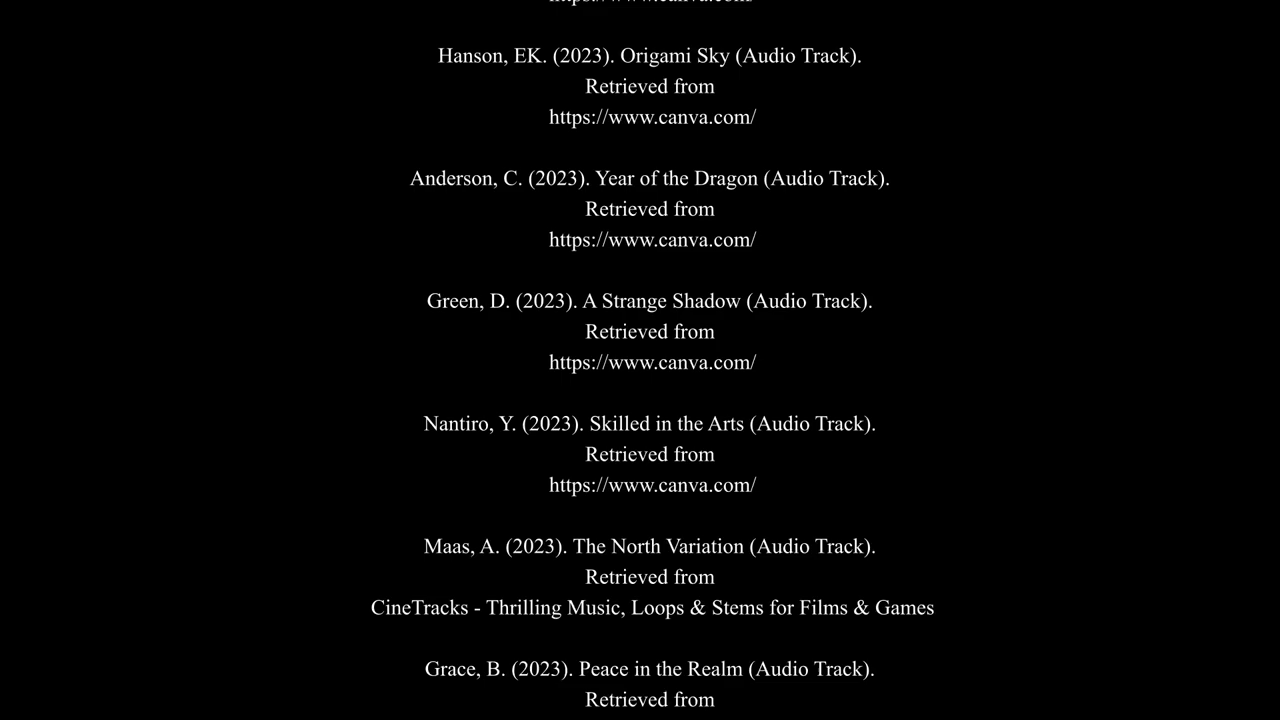 Hanson, EK. (2023). Origami Sky (Audio Track).
Retrieved from
https://www.canva.com/
Anderson, C. (2023). Year of the Dragon (Audio Track).
Retrieved from
https://www.canva.com/
Green, D. (2023). A Strange Shadow (Audio Track).
Retrieved from
https://www.canva.com/
Nantiro, Y. (2023). Skilled in the Arts (Audio Track).
Retrieved from
https://www.canva.com/
Maas, A. (2023). The North Variation (Audio Track).
Retrieved from
CineTracks - Thrilling Music, Loops & Stems for Films & Games
Grace, B. (2023). Peace in the Realm (Audio Track).
Retrieved from